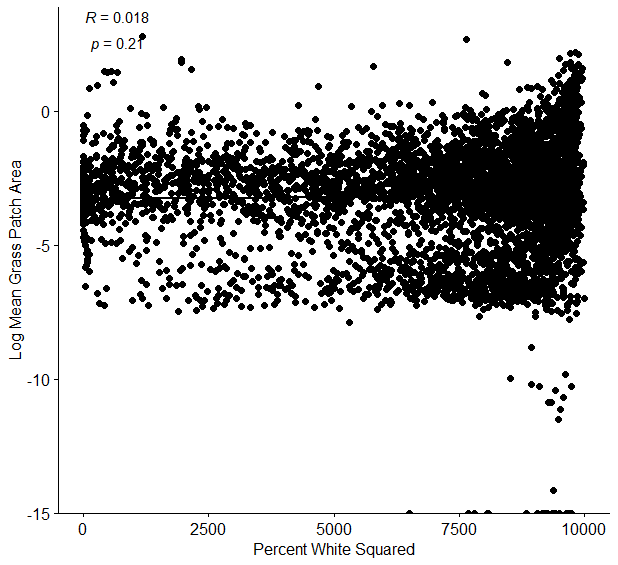 R = 0.018
p = 0.21
0
-5
-10
-15
Log Mean Grass Patch Area
0 2500 5000 7500 10000
Percent White Squared